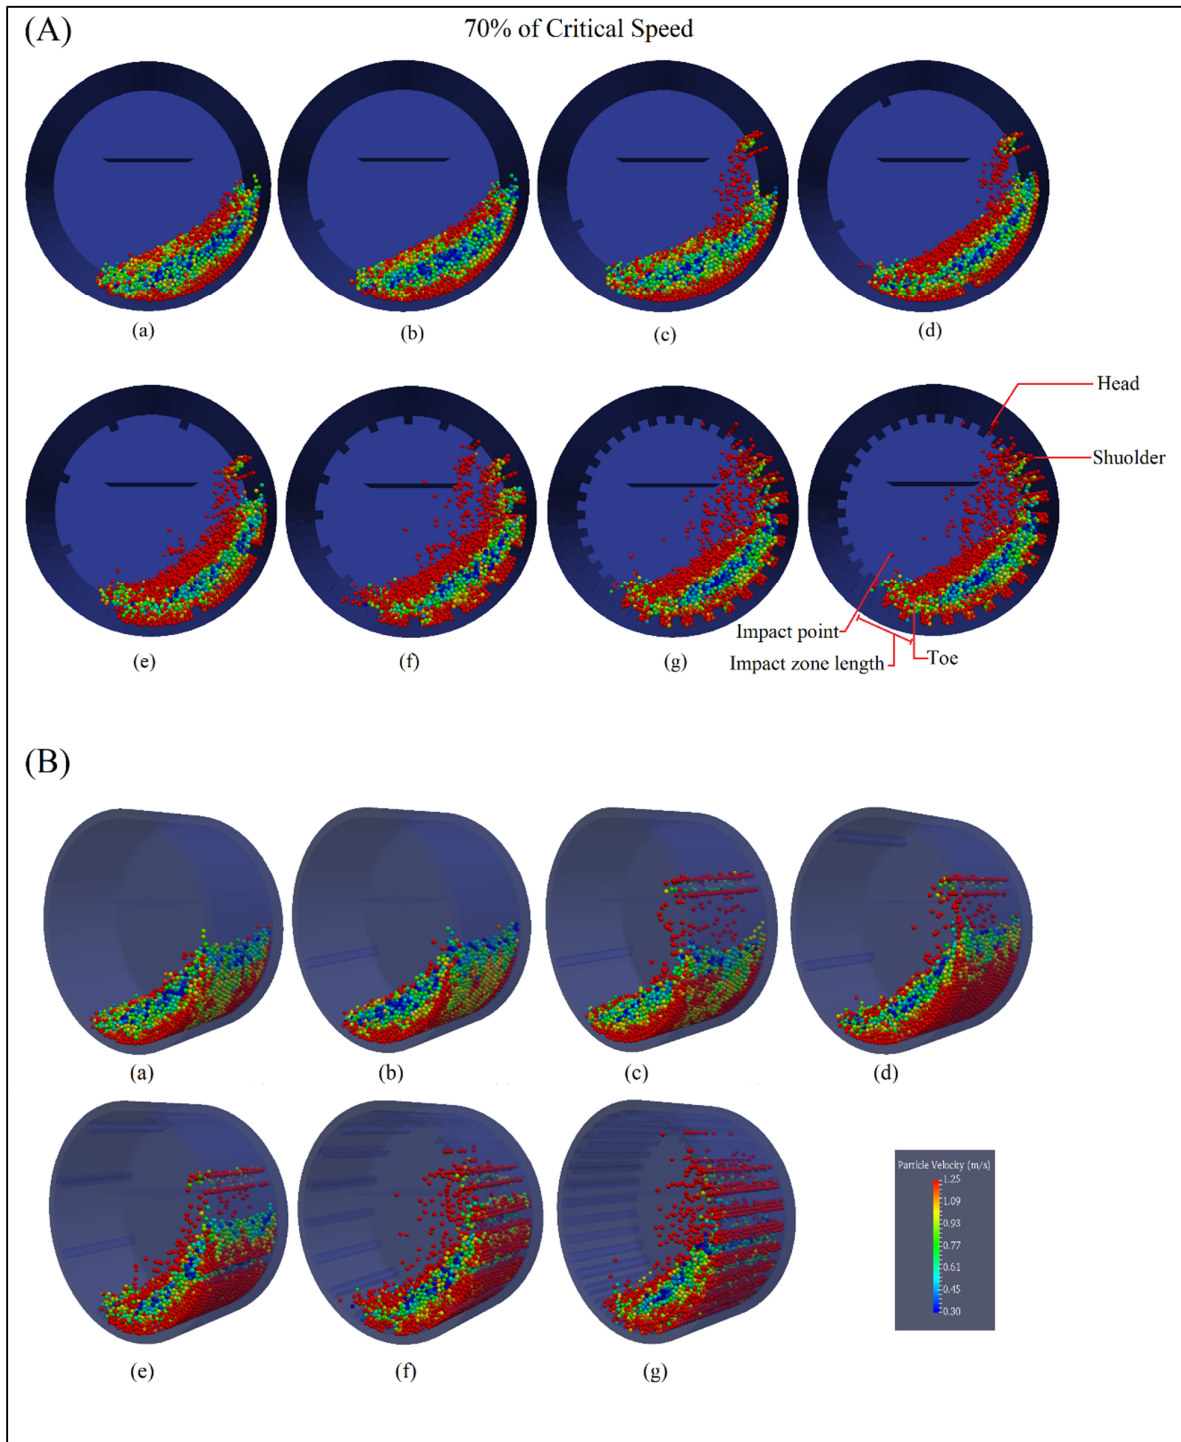 (A)
70% of Critical Speed
(a)
(b)
(c)
(d)
Head
Shuolder
Impact point
Impact zone length
Toe
(e)
(f)
(g)
(B)
(a)
(b)
(c)
(d)
(e)
(f)
(g)
Particle Velocity (m/s)
1.25
1.09
0.93
0.77
0.61
0.45
0.30